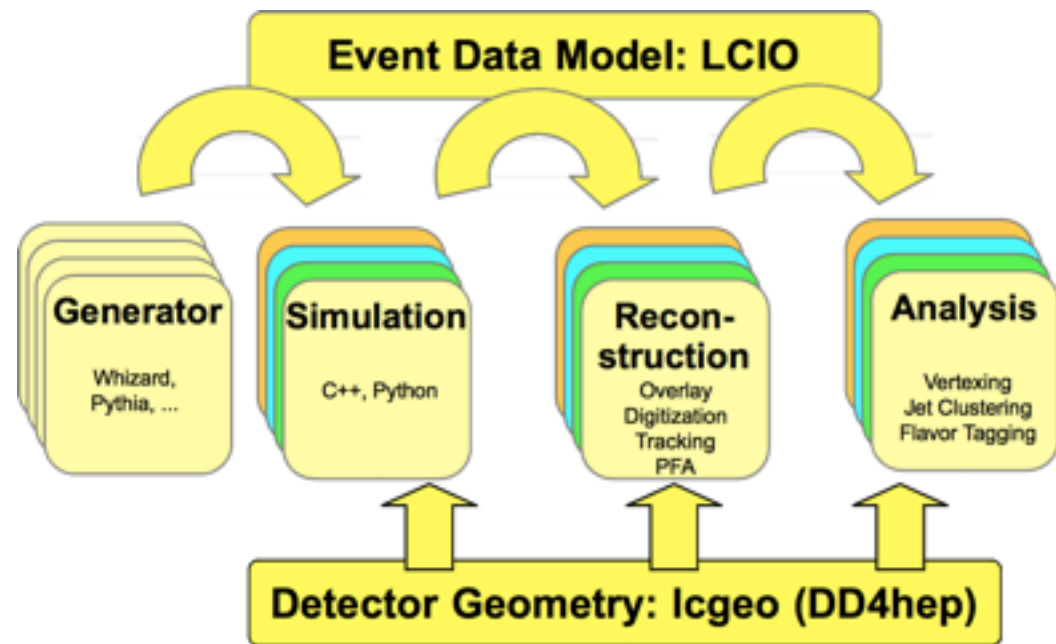 Event Data Model: LCIO
Generator
Whizard,
Pythia, ...
Simulation
C++, Python
Recon-
struction
Overlay
Digitization
Tracking
PFA
Analysis
Vertexing
Jet Clustering
Flavor Tagging
Detector Geometry: lcgeo (DD4hep)